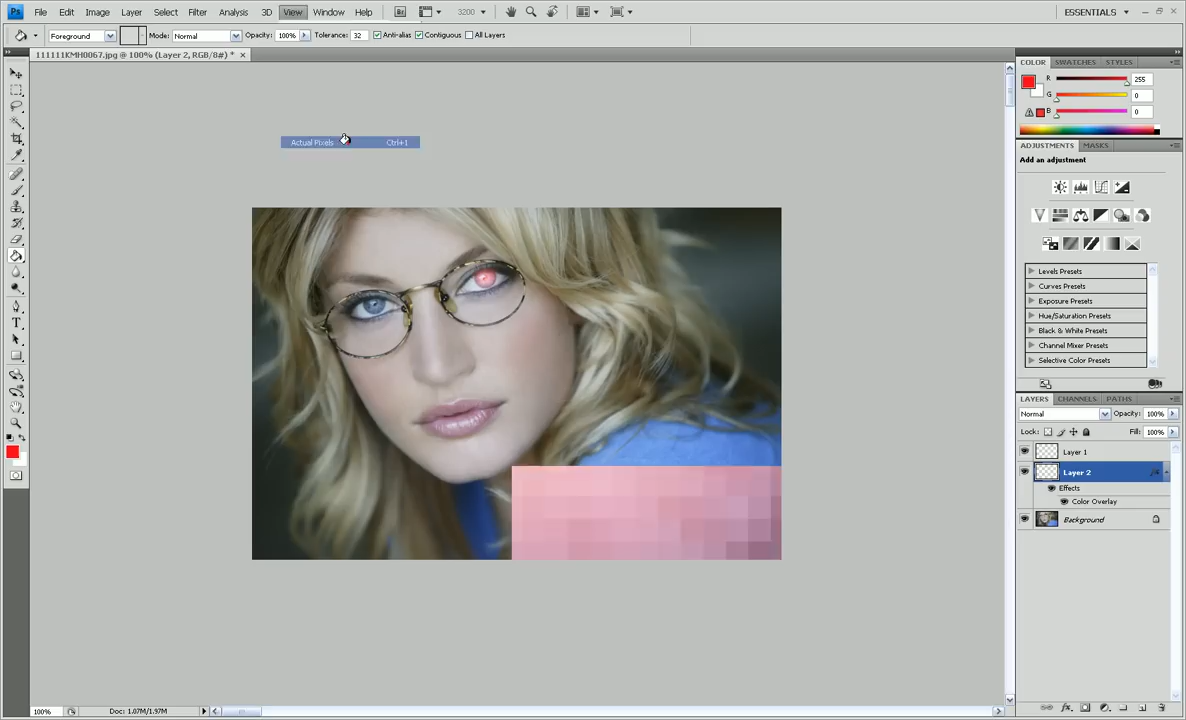 Ps File Edit Image Layer Select Filter Analysis 3D View Window Help Br 3200 ESSENTIALS
Foreground Mode: Normal Opacity: 100% Tolerance: 32 Anti-alias Contiguous All Layers
111111KMH0067.jpg @ 100% (Layer 2, RGB/8#) *
COLOR SWATCHES STYLES
R 255
G 0
B 0
Actual Pixels Ctrl+1
ADJUSTMENTS MASKS
Add an adjustment
Levels Presets
Curves Presets
Exposure Presets
Hue/Saturation Presets
Black & White Presets
Channel Mixer Presets
Selective Color Presets
LAYERS CHANNELS PATHS
Normal Opacity: 100%
Lock: Fill: 100%
Layer 1
Layer 2 fx
Effects
Color Overlay
Background
100% Doc: 1.07M/1.97M